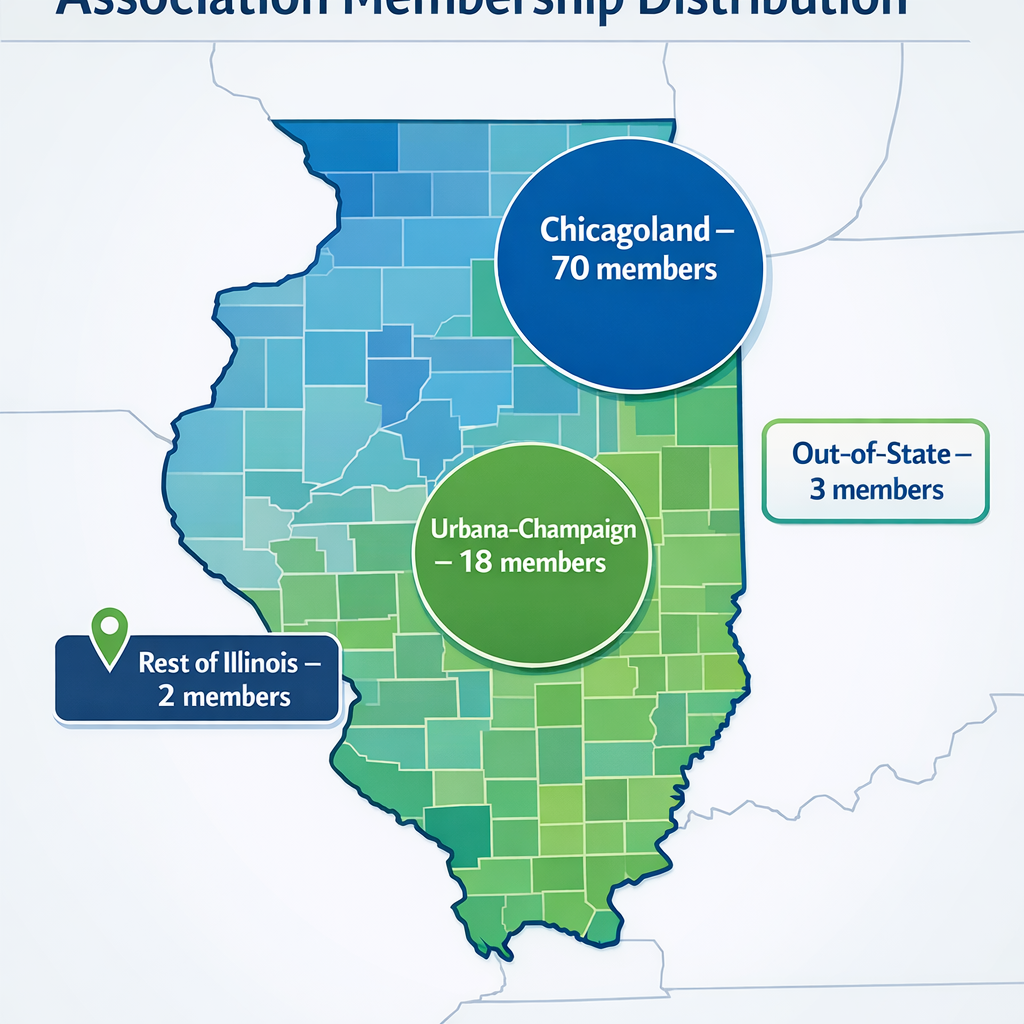 Association Membership Distribution
Chicagoland –
70 members
Out-of-State –
3 members
Urbana-Champaign
– 18 members
Rest of Illinois –
2 members